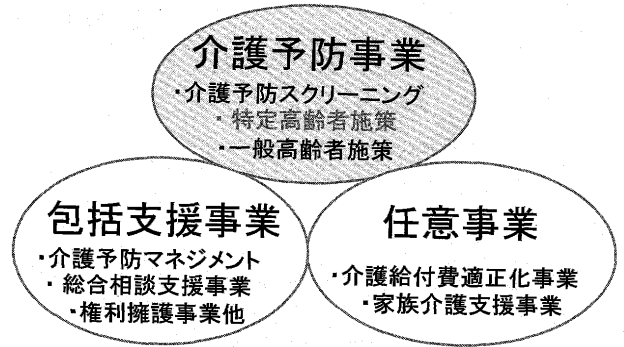 介護予防事業
・介護予防スクリーニング
・特定高齢者施策
・一般高齢者施策
包括支援事業
・介護予防マネジメント
・総合相談支援事業
・権利擁護事業他
任意事業
・介護給付費適正化事業
・家族介護支援事業